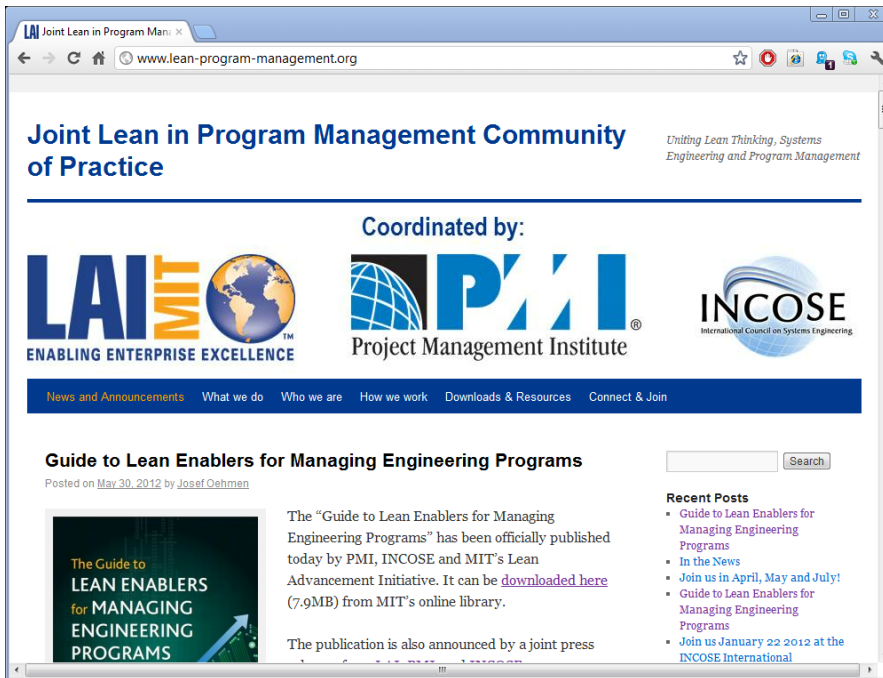 LAI Joint Lean in Program Mana
www.lean-program-management.org
1
Joint Lean in Program Management Community
of Practice
Uniting Lean Thinking, Systems
Engineering and Program Management
Coordinated by:
LAI MIT
TM
ENABLING ENTERPRISE EXCELLENCE
PMI
®
Project Management Institute
INCOSE
International Council on Systems Engineering
News and Announcements What we do Who we are How we work Downloads & Resources Connect & Join
Guide to Lean Enablers for Managing Engineering Programs
Posted on May 30, 2012 by Josef Oehmen
The Guide to
LEAN ENABLERS
for MANAGING
ENGINEERING
PROGRAMS
The “Guide to Lean Enablers for Managing
Engineering Programs” has been officially published
today by PMI, INCOSE and MIT’s Lean
Advancement Initiative. It can be downloaded here
(7.9MB) from MIT’s online library.
The publication is also announced by a joint press
Search
Recent Posts
Guide to Lean Enablers for
Managing Engineering
Programs
In the News
Join us in April, May and July!
Guide to Lean Enablers for
Managing Engineering
Programs
Join us January 22 2012 at the
INCOSE International